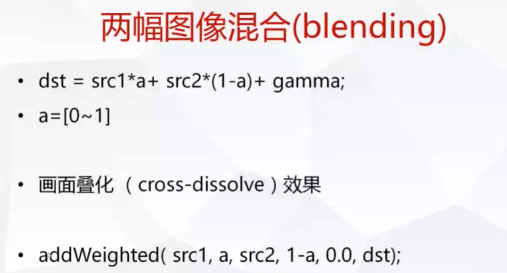 两幅图像混合(blending)
• dst = src1*a+ src2*(1-a)+ gamma;
• a=[0~1]
• 画面叠化 （cross-dissolve）效果
• addWeighted( src1, a, src2, 1-a, 0.0, dst);